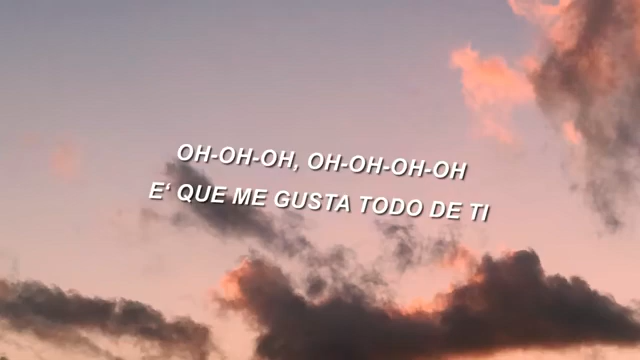 OH-OH-OH, OH-OH-OH-OH
E‘ QUE ME GUSTA TODO DE TI